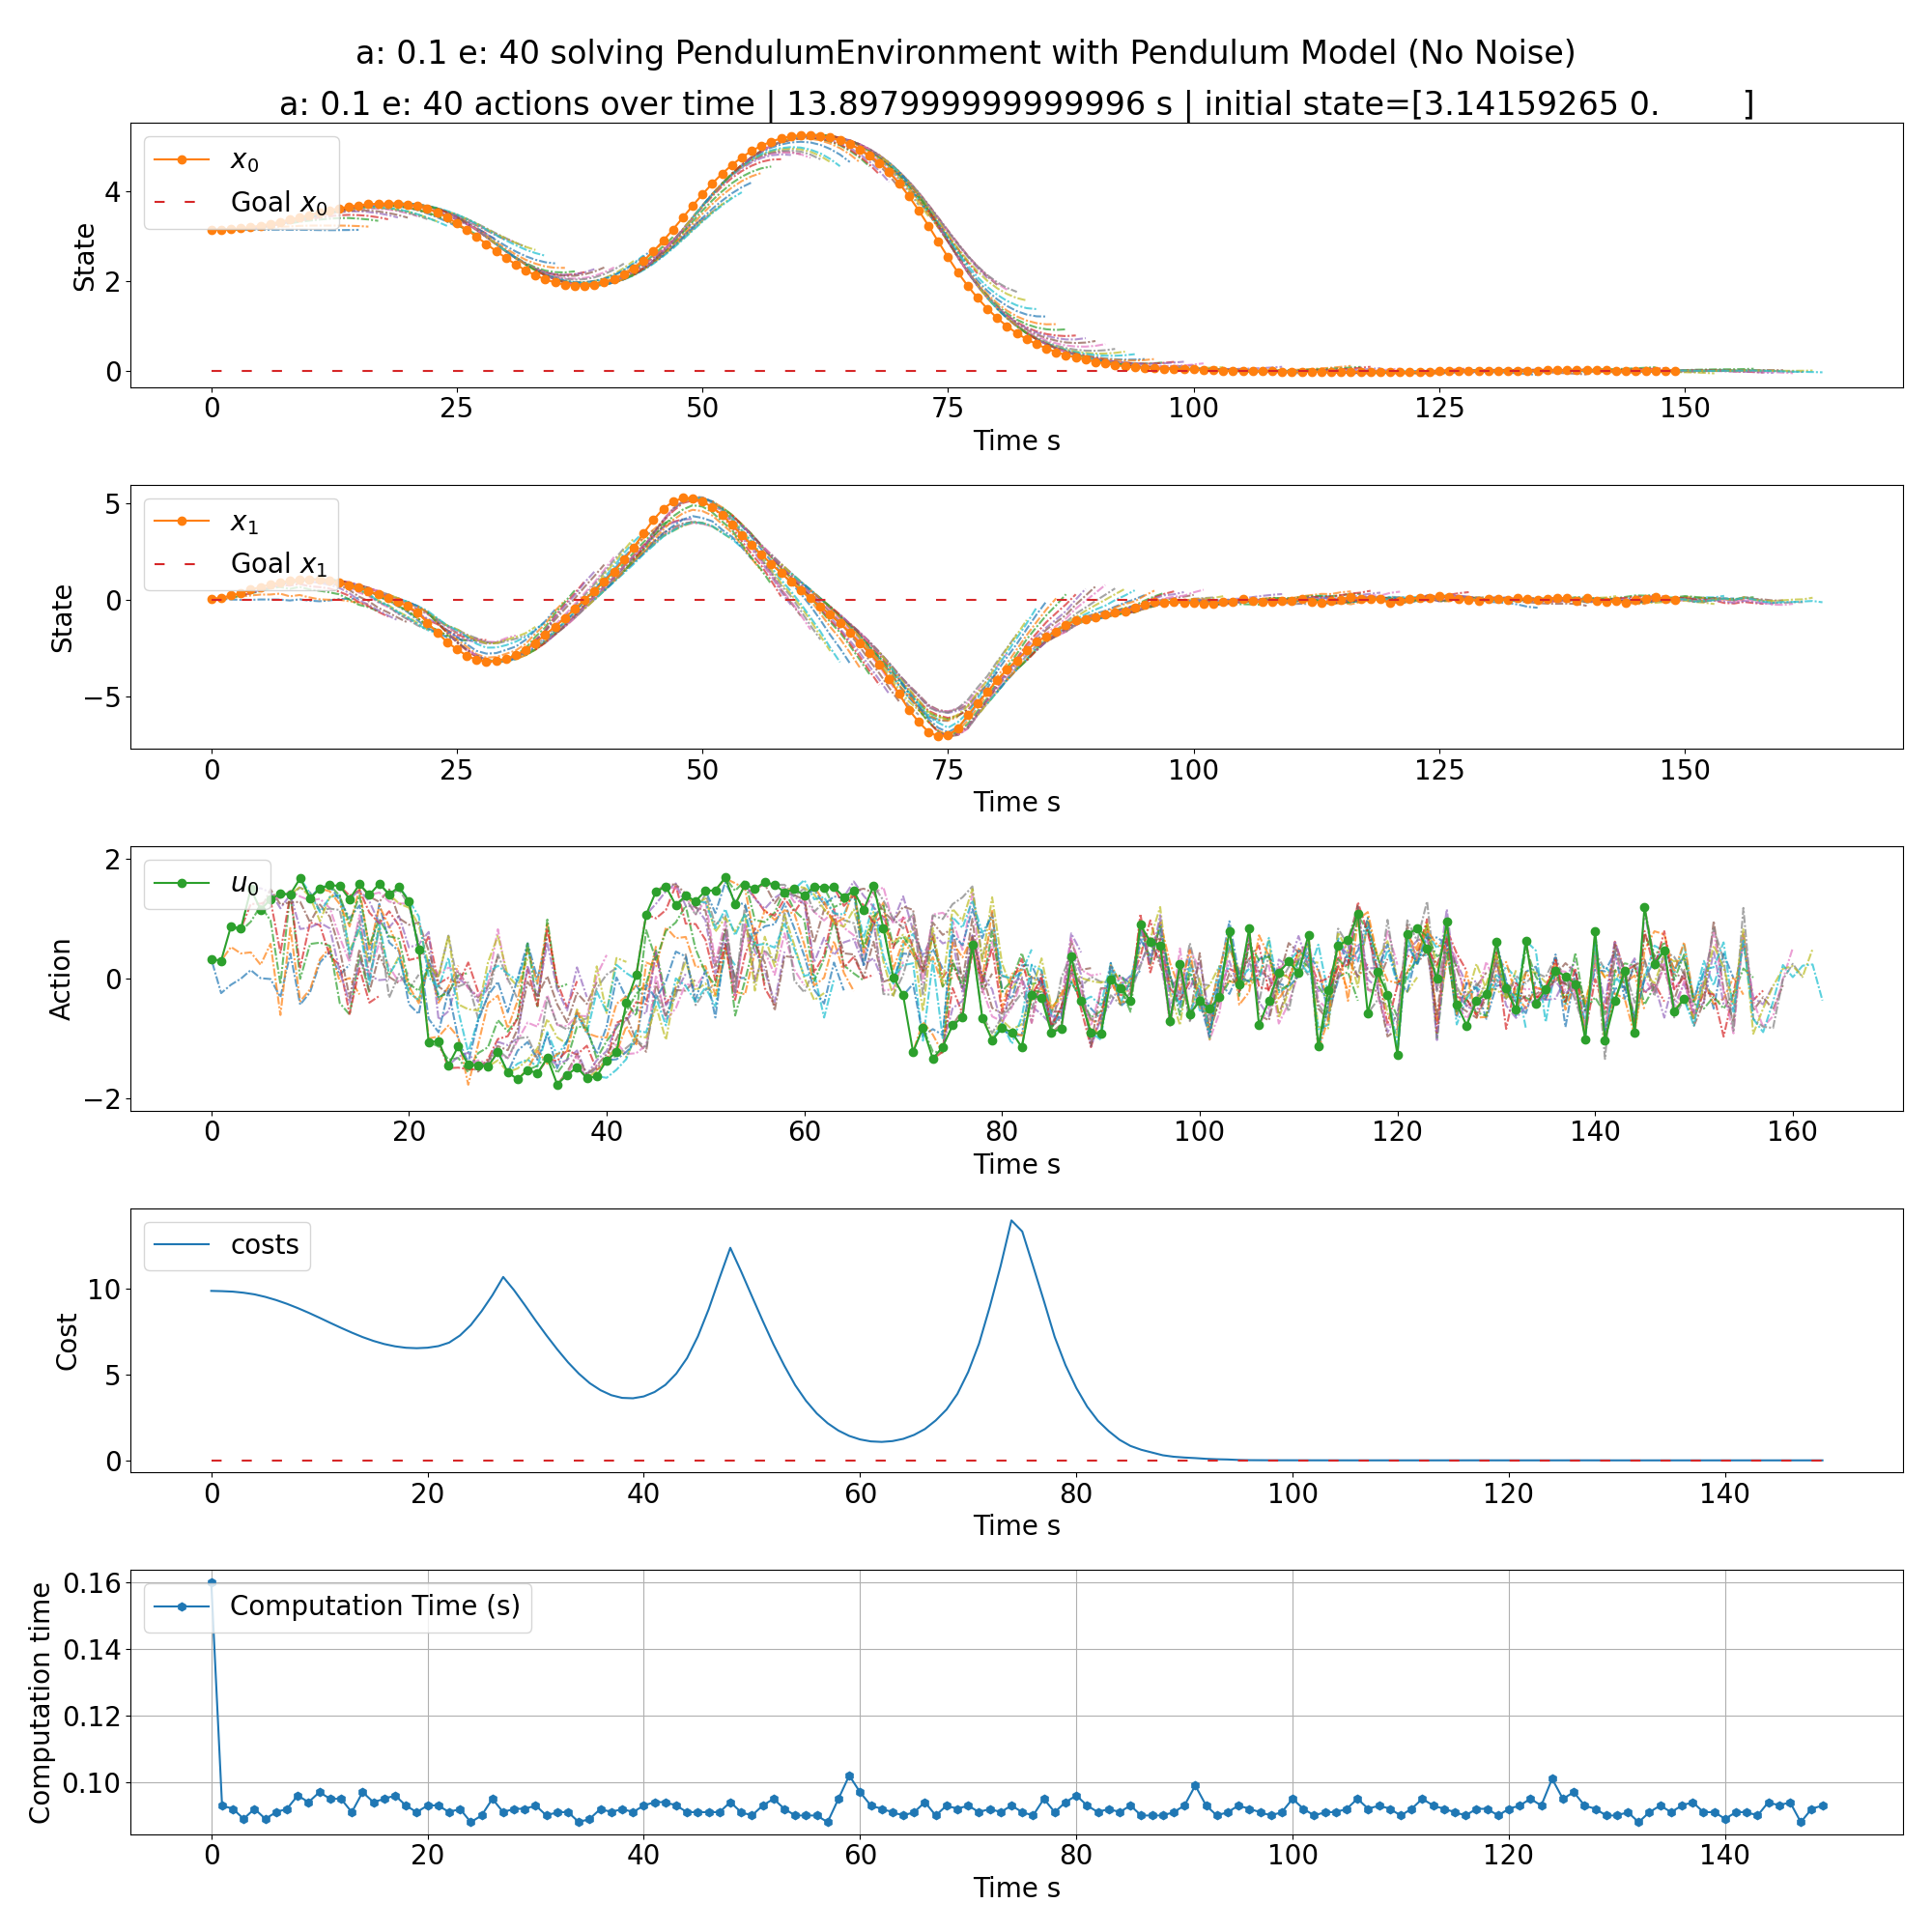 a: 0.1 e: 40 solving PendulumEnvironment with Pendulum Model (No Noise)
a: 0.1 e: 40 actions over time | 13.897999999999996 s | initial state=[3.14159265 0. ]
x0
Goal x0
State
4
2
0
0 25 50 75 100 125 150
Time s
x1
Goal x1
State
5
0
−5
0 25 50 75 100 125 150
Time s
u0
Action
2
0
−2
0 20 40 60 80 100 120 140 160
Time s
costs
Cost
10
5
0
0 20 40 60 80 100 120 140
Time s
Computation Time (s)
Computation time
0.16
0.14
0.12
0.10
0 20 40 60 80 100 120 140
Time s